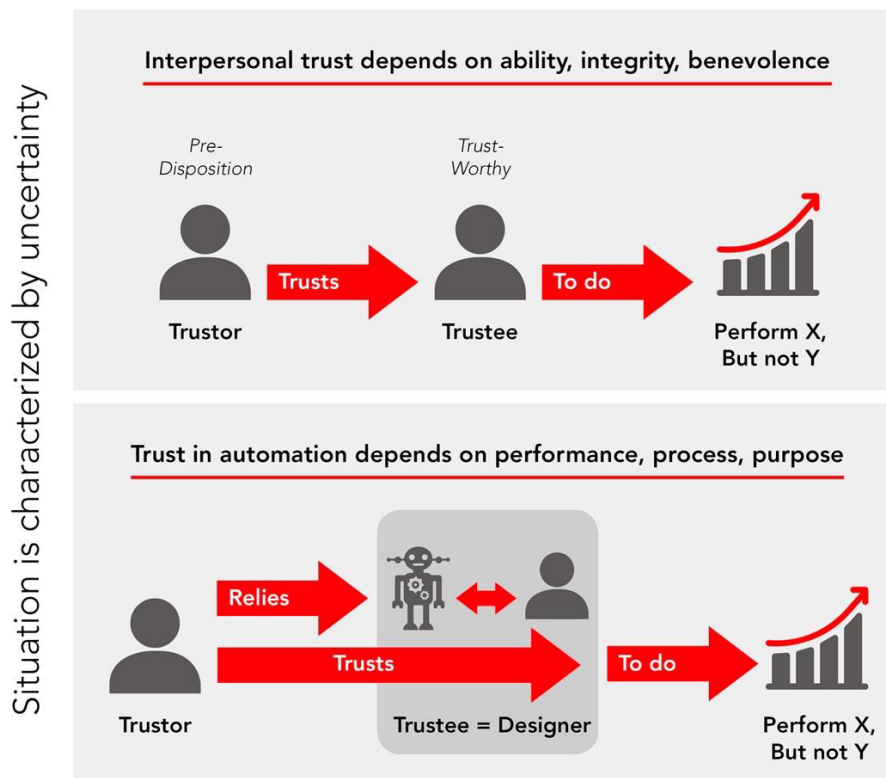 Situation is characterized by uncertainty
Interpersonal trust depends on ability, integrity, benevolence
Pre-
Disposition
Trust-
Worthy
Trusts
To do
Trustor
Trustee
Perform X,
But not Y
Trust in automation depends on performance, process, purpose
Relies
Trusts
To do
Trustor
Trustee = Designer
Perform X,
But not Y